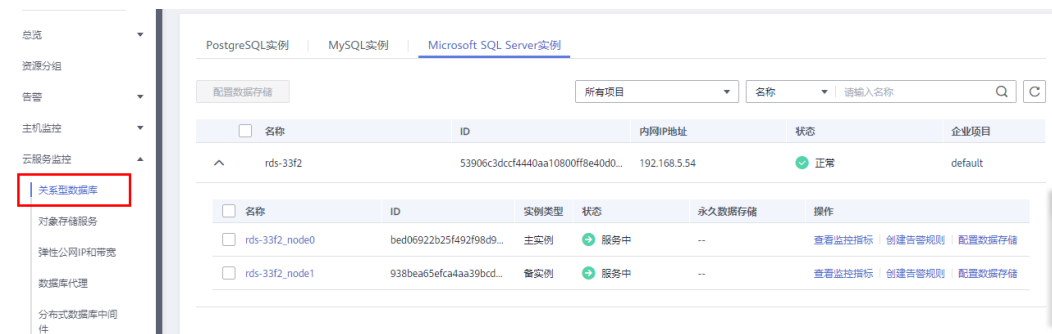 总览
资源分组
告警
主机监控
云服务监控
关系型数据库
对象存储服务
弹性公网IP和带宽
数据库代理
分布式数据库中间
件
PostgreSQL实例 MySQL实例 Microsoft SQL Server实例
配置数据存储 所有项目 名称 请输入名称
名称 ID 内网IP地址 状态 企业项目
rds-33f2 53906c3dccf4440aa10800ff8e40d0... 192.168.5.54 正常 default
名称 ID 实例类型 状态 永久数据存储 操作
rds-33f2_node0 bed06922b25f492f98d9... 主实例 服务中 -- 查看监控指标 创建告警规则 配置数据存储
rds-33f2_node1 938bea65efca4aa39bcd... 备实例 服务中 -- 查看监控指标 创建告警规则 配置数据存储